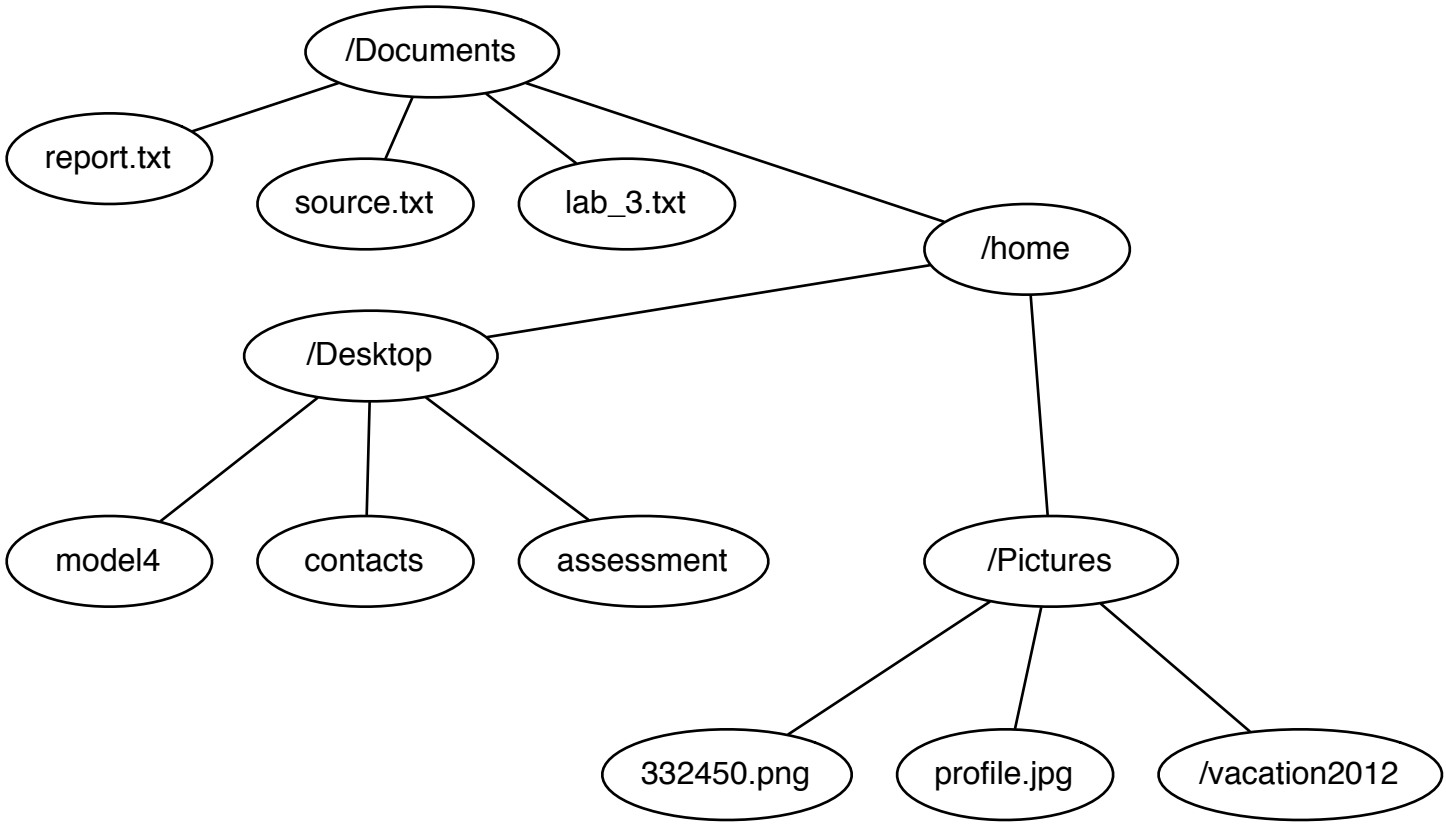 /Documents
report.txt
source.txt
lab_3.txt
/home
/Desktop
model4
contacts
assessment
/Pictures
332450.png
profile.jpg
/vacation2012